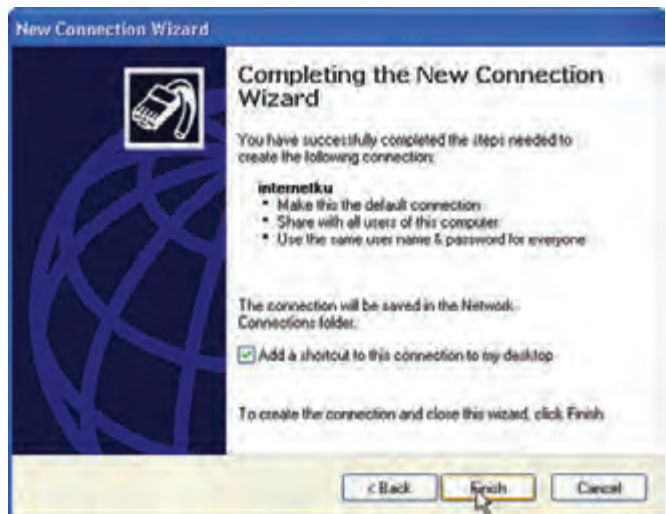 New Connection Wizard
Completing the New Connection
Wizard
You have successfully completed the steps needed to
create the following connection:
internetku
* Make this the default connection
* Share with all users of this computer
* Use the same user name & password for everyone
The connection will be saved in the Network
Connections folder.
Add a shortcut to this connection to my desktop
To create the connection and close this wizard, click Finish.
< Back
Finish
Cancel